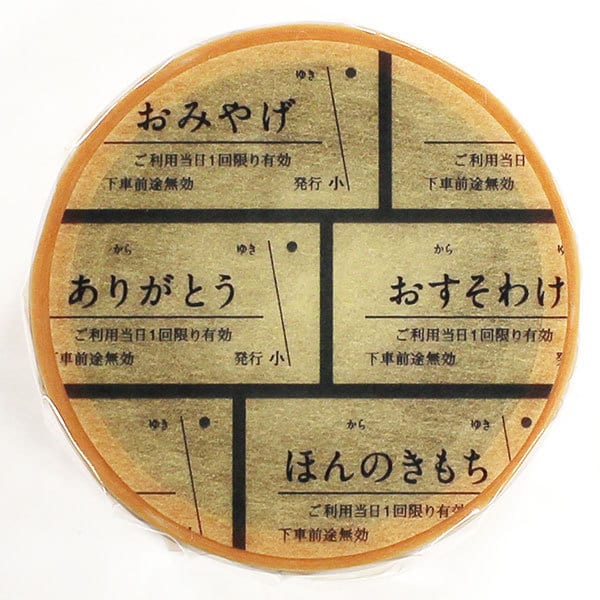 ゆき
おみやげ
ご利用当日1回限り有効
下車前途無効 発行 小
ご利用当日
下車前途無効
から ゆき
ありがとう
ご利用当日1回限り有効
下車前途無効 発行 小
から
おすそわけ
ご利用当日1回限り有効
下車前途無効
ゆき
から ゆき
ほんのきもち
ご利用当日1回限り有効
下車前途無効